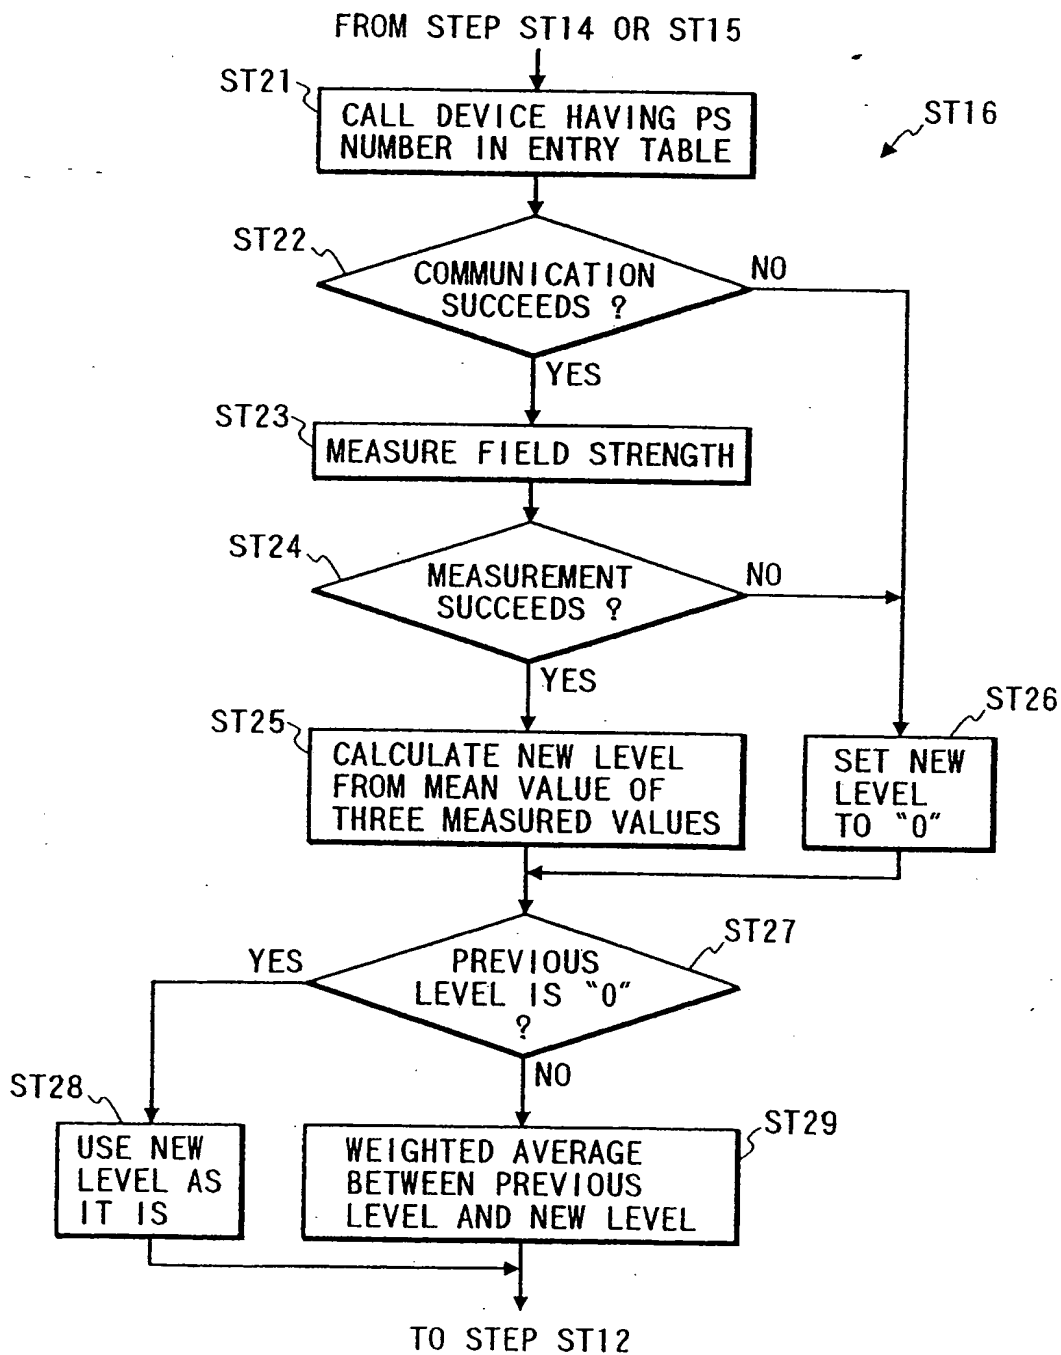 FROM STEP ST14 OR ST15
ST21
CALL DEVICE HAVING PS
NUMBER IN ENTRY TABLE
ST16
ST22
COMMUNICATION
SUCCEEDS ?
NO
YES
ST23
MEASURE FIELD STRENGTH
ST24
MEASUREMENT
SUCCEEDS ?
NO
YES
ST25
CALCULATE NEW LEVEL
FROM MEAN VALUE OF
THREE MEASURED VALUES
ST26
SET NEW
LEVEL
TO "0"
ST27
PREVIOUS
LEVEL IS "0"
?
YES
NO
ST28
USE NEW
LEVEL AS
IT IS
ST29
WEIGHTED AVERAGE
BETWEEN PREVIOUS
LEVEL AND NEW LEVEL
TO STEP ST12